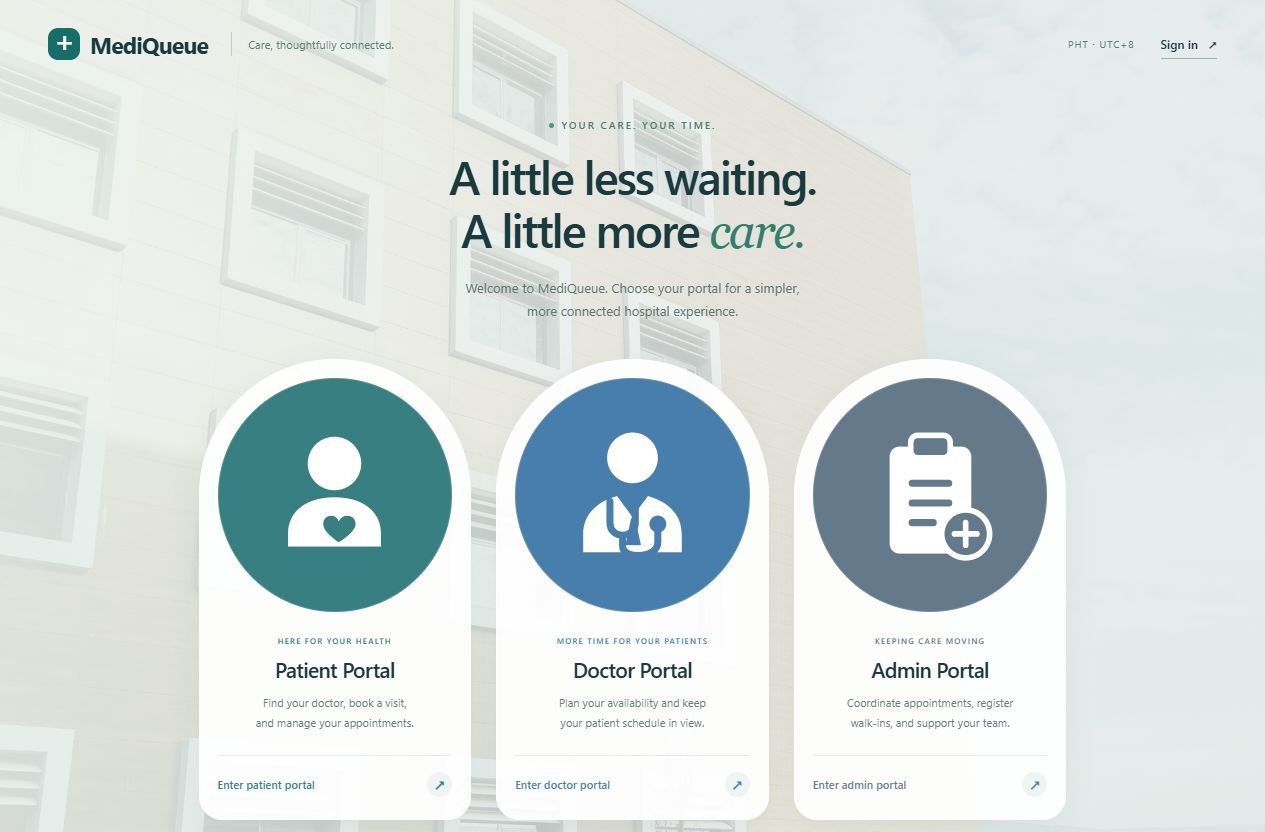 MediQueue
Care, thoughtfully connected.
PHT · UTC+8
Sign in ↗
YOUR CARE. YOUR TIME.
A little less waiting.
A little more care.
Welcome to MediQueue. Choose your portal for a simpler,
more connected hospital experience.
HERE FOR YOUR HEALTH
Patient Portal
Find your doctor, book a visit,
and manage your appointments.
Enter patient portal ↗
MORE TIME FOR YOUR PATIENTS
Doctor Portal
Plan your availability and keep
your patient schedule in view.
Enter doctor portal ↗
KEEPING CARE MOVING
Admin Portal
Coordinate appointments, register
walk-ins, and support your team.
Enter admin portal ↗